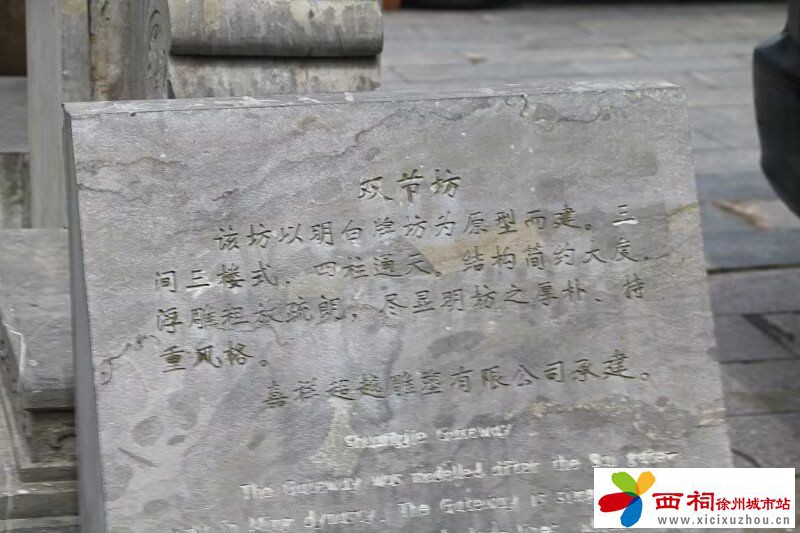 双节坊
该坊以明白牌坊为原型而建。三
间三楼式，四柱通天。结构简约大度。
浮雕粗放疏朗，尽显明坊之厚朴、持
重风格。
嘉祥超越雕塑有限公司承建。
Shuangjie Gateway
The Gateway was modelled after the
in Ming dynasty. The Gateway is
西祠徐州城市站
www.xicixuzhou.cn